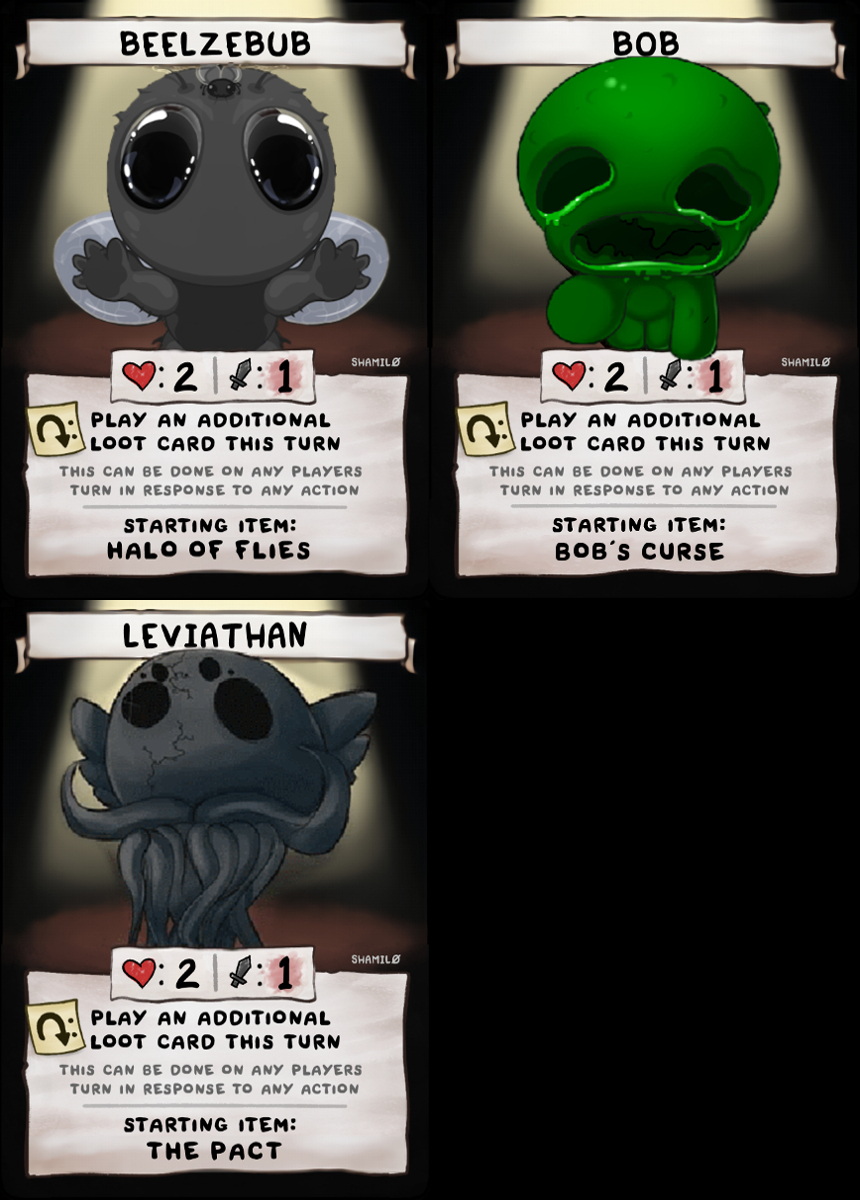 BEELZEBUB
: 2 | : 1
SHAMILØ
PLAY AN ADDITIONAL
LOOT CARD THIS TURN
THIS CAN BE DONE ON ANY PLAYERS
TURN IN RESPONSE TO ANY ACTION
STARTING ITEM:
HALO OF FLIES
BOB
: 2 | : 1
SHAMILØ
PLAY AN ADDITIONAL
LOOT CARD THIS TURN
THIS CAN BE DONE ON ANY PLAYERS
TURN IN RESPONSE TO ANY ACTION
STARTING ITEM:
BOB'S CURSE
LEVIATHAN
: 2 | : 1
SHAMILØ
PLAY AN ADDITIONAL
LOOT CARD THIS TURN
THIS CAN BE DONE ON ANY PLAYERS
TURN IN RESPONSE TO ANY ACTION
STARTING ITEM:
THE PACT